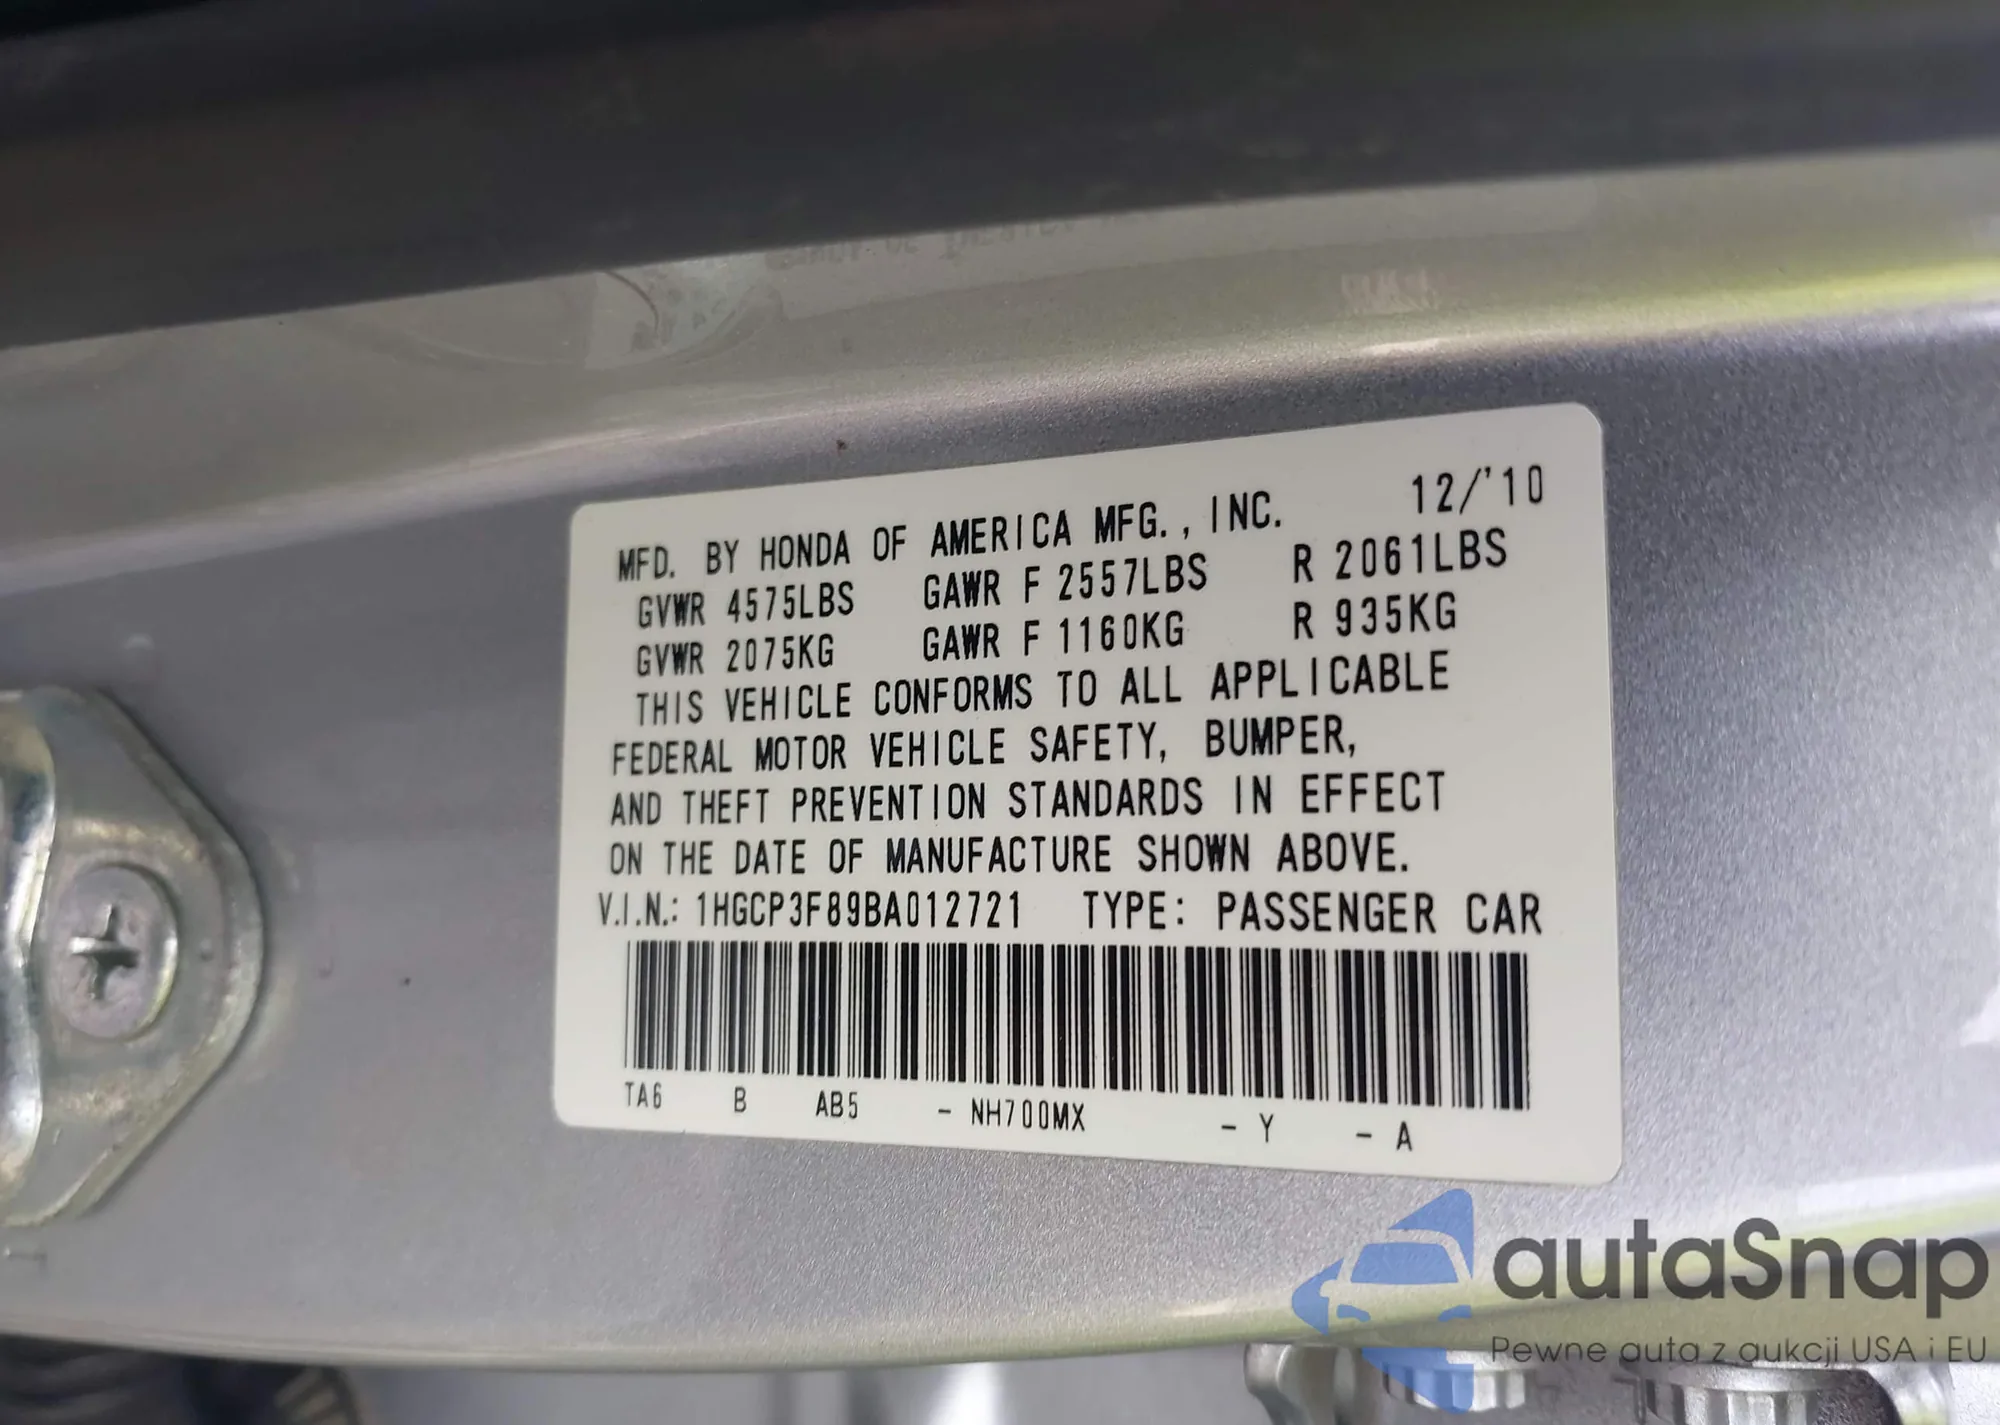 MFD. BY HONDA OF AMERICA MFG., INC. 12/'10
GVWR 4575LBS GAWR F 2557LBS R 2061LBS
GVWR 2075KG GAWR F 1160KG R 935KG
THIS VEHICLE CONFORMS TO ALL APPLICABLE
FEDERAL MOTOR VEHICLE SAFETY, BUMPER,
AND THEFT PREVENTION STANDARDS IN EFFECT
ON THE DATE OF MANUFACTURE SHOWN ABOVE.
V.I.N.: 1HGCP3F89BA012721 TYPE: PASSENGER CAR
TA6 B AB5 - NH700MX - Y - A
autaSnap
Pewne auta z aukcji USA i EU